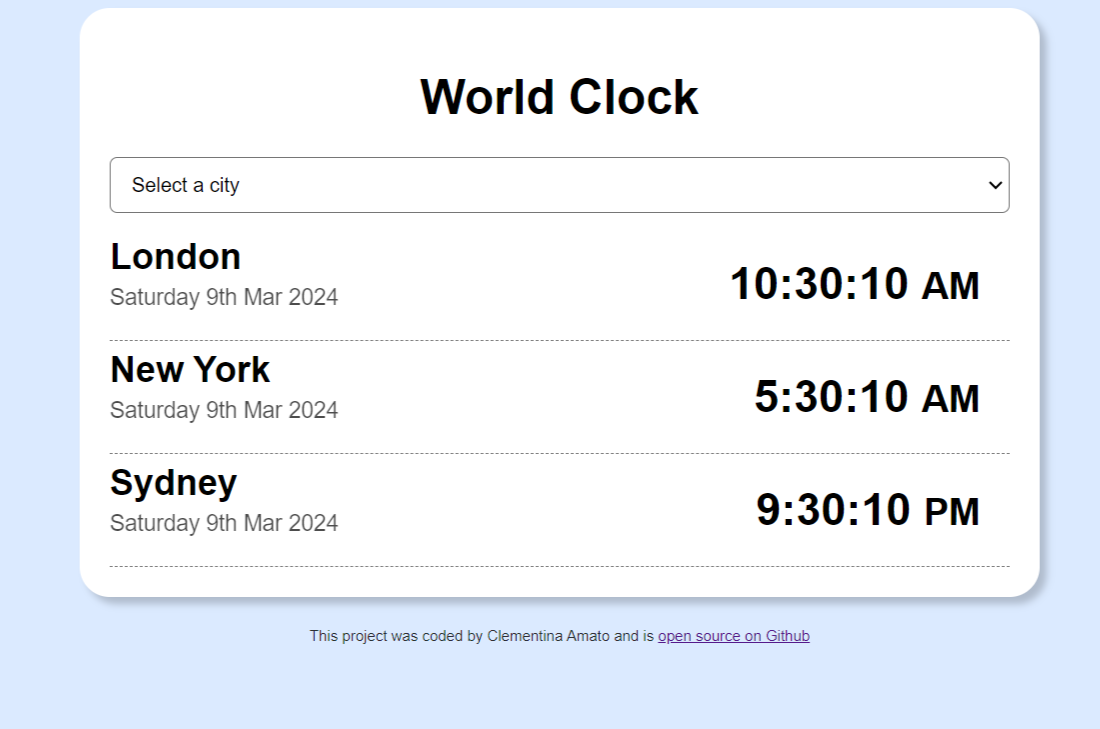 World Clock
Select a city
London
Saturday 9th Mar 2024
10:30:10 AM
New York
Saturday 9th Mar 2024
5:30:10 AM
Sydney
Saturday 9th Mar 2024
9:30:10 PM
This project was coded by Clementina Amato and is open source on Github